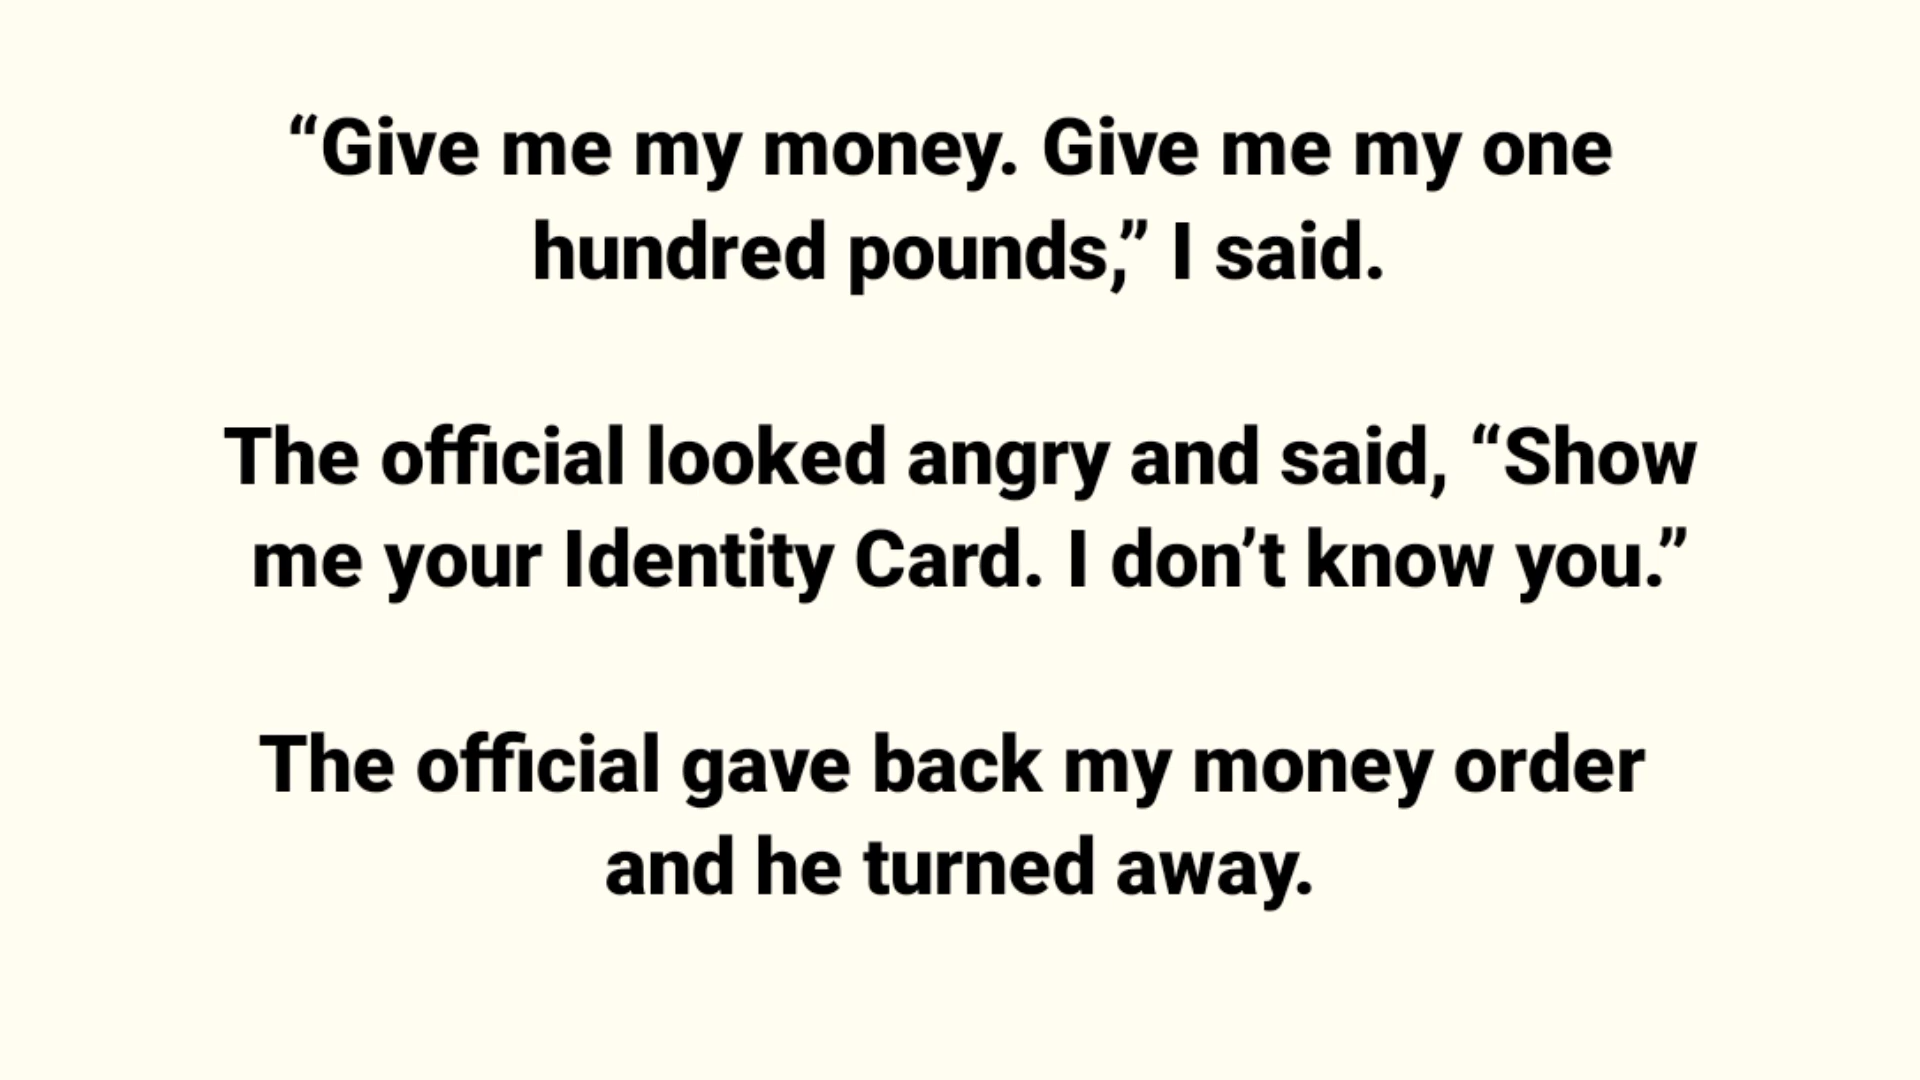 “Give me my money. Give me my one
hundred pounds,” I said.
The official looked angry and said, “Show
me your Identity Card. I don’t know you.”
The official gave back my money order
and he turned away.